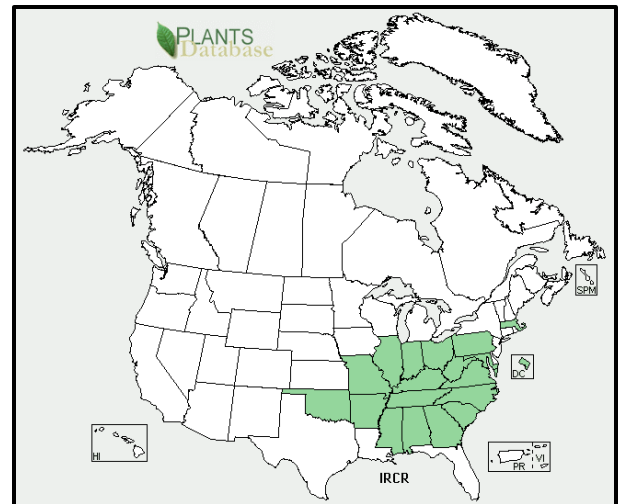 PLANTS
Database
SPM
DC
HI
PR
VI
IRCR